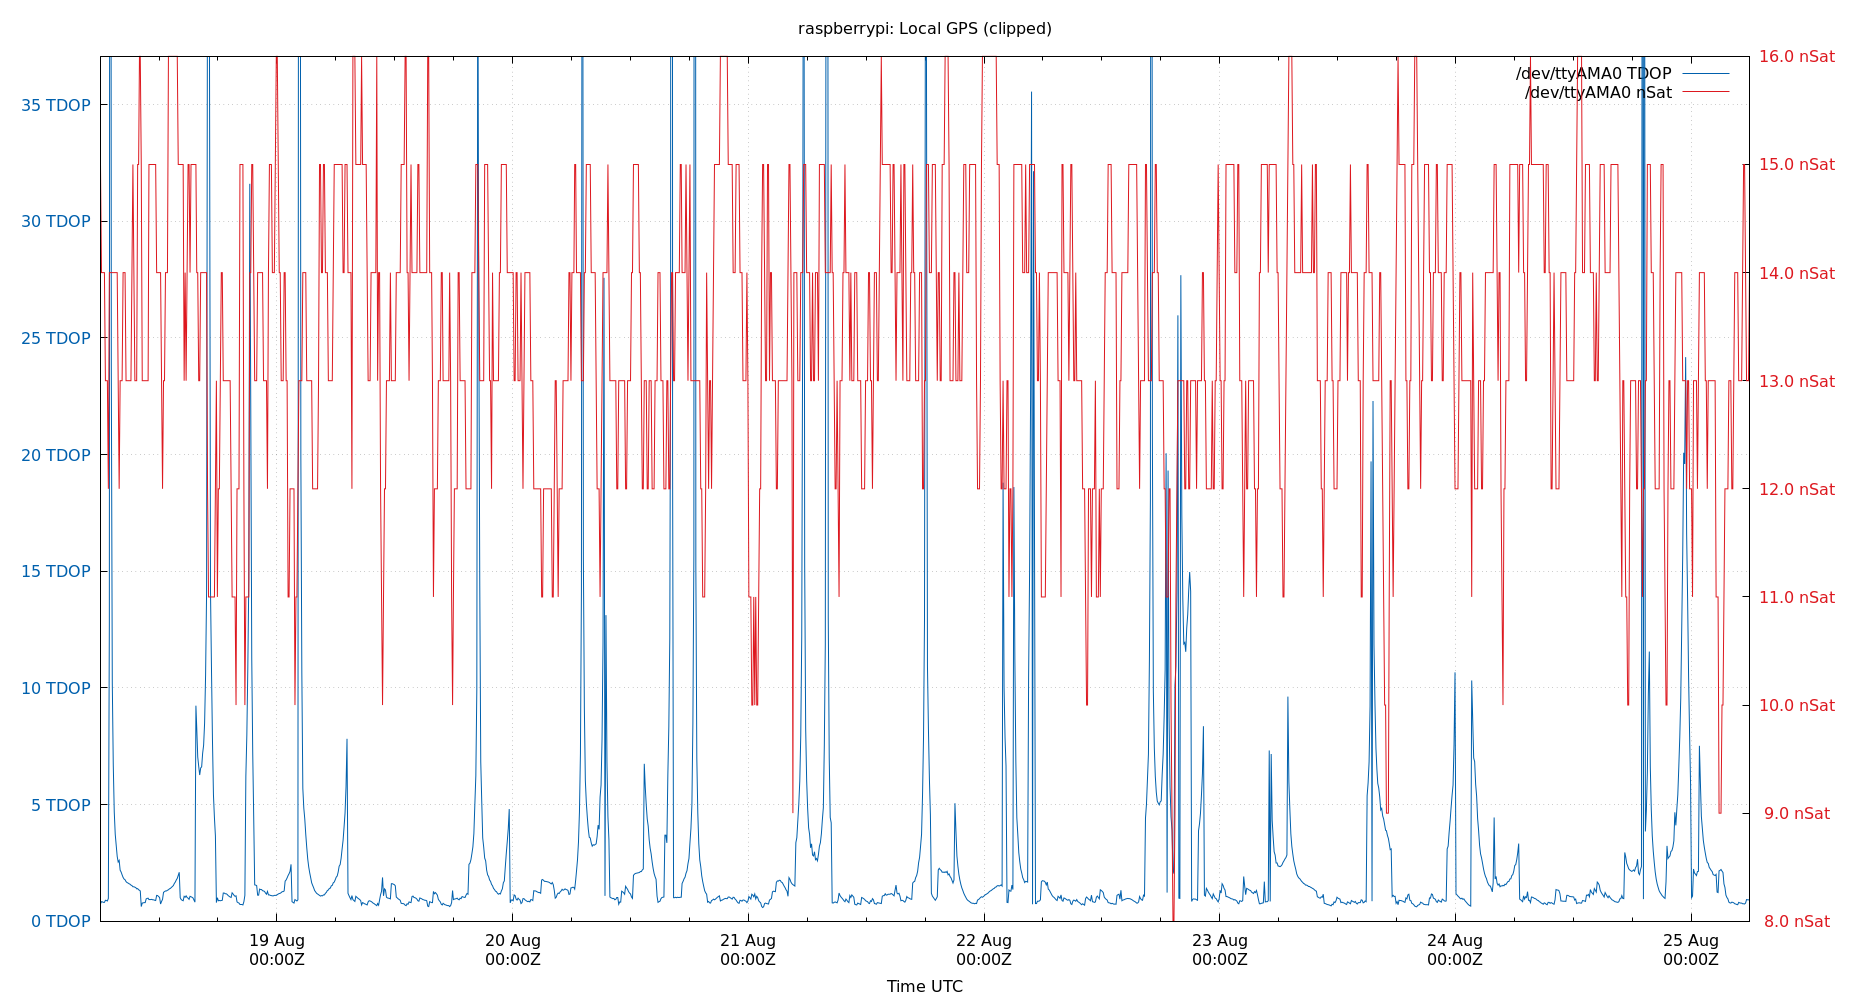 raspberrypi: Local GPS (clipped)
16.0 nSat
/dev/ttyAMA0 TDOP
/dev/ttyAMA0 nSat
35 TDOP
15.0 nSat
30 TDOP
14.0 nSat
25 TDOP
13.0 nSat
20 TDOP
12.0 nSat
15 TDOP
11.0 nSat
10 TDOP
10.0 nSat
5 TDOP
9.0 nSat
0 TDOP
8.0 nSat
19 Aug 20 Aug 21 Aug 22 Aug 23 Aug 24 Aug 25 Aug
00:00Z 00:00Z 00:00Z 00:00Z 00:00Z 00:00Z 00:00Z
Time UTC